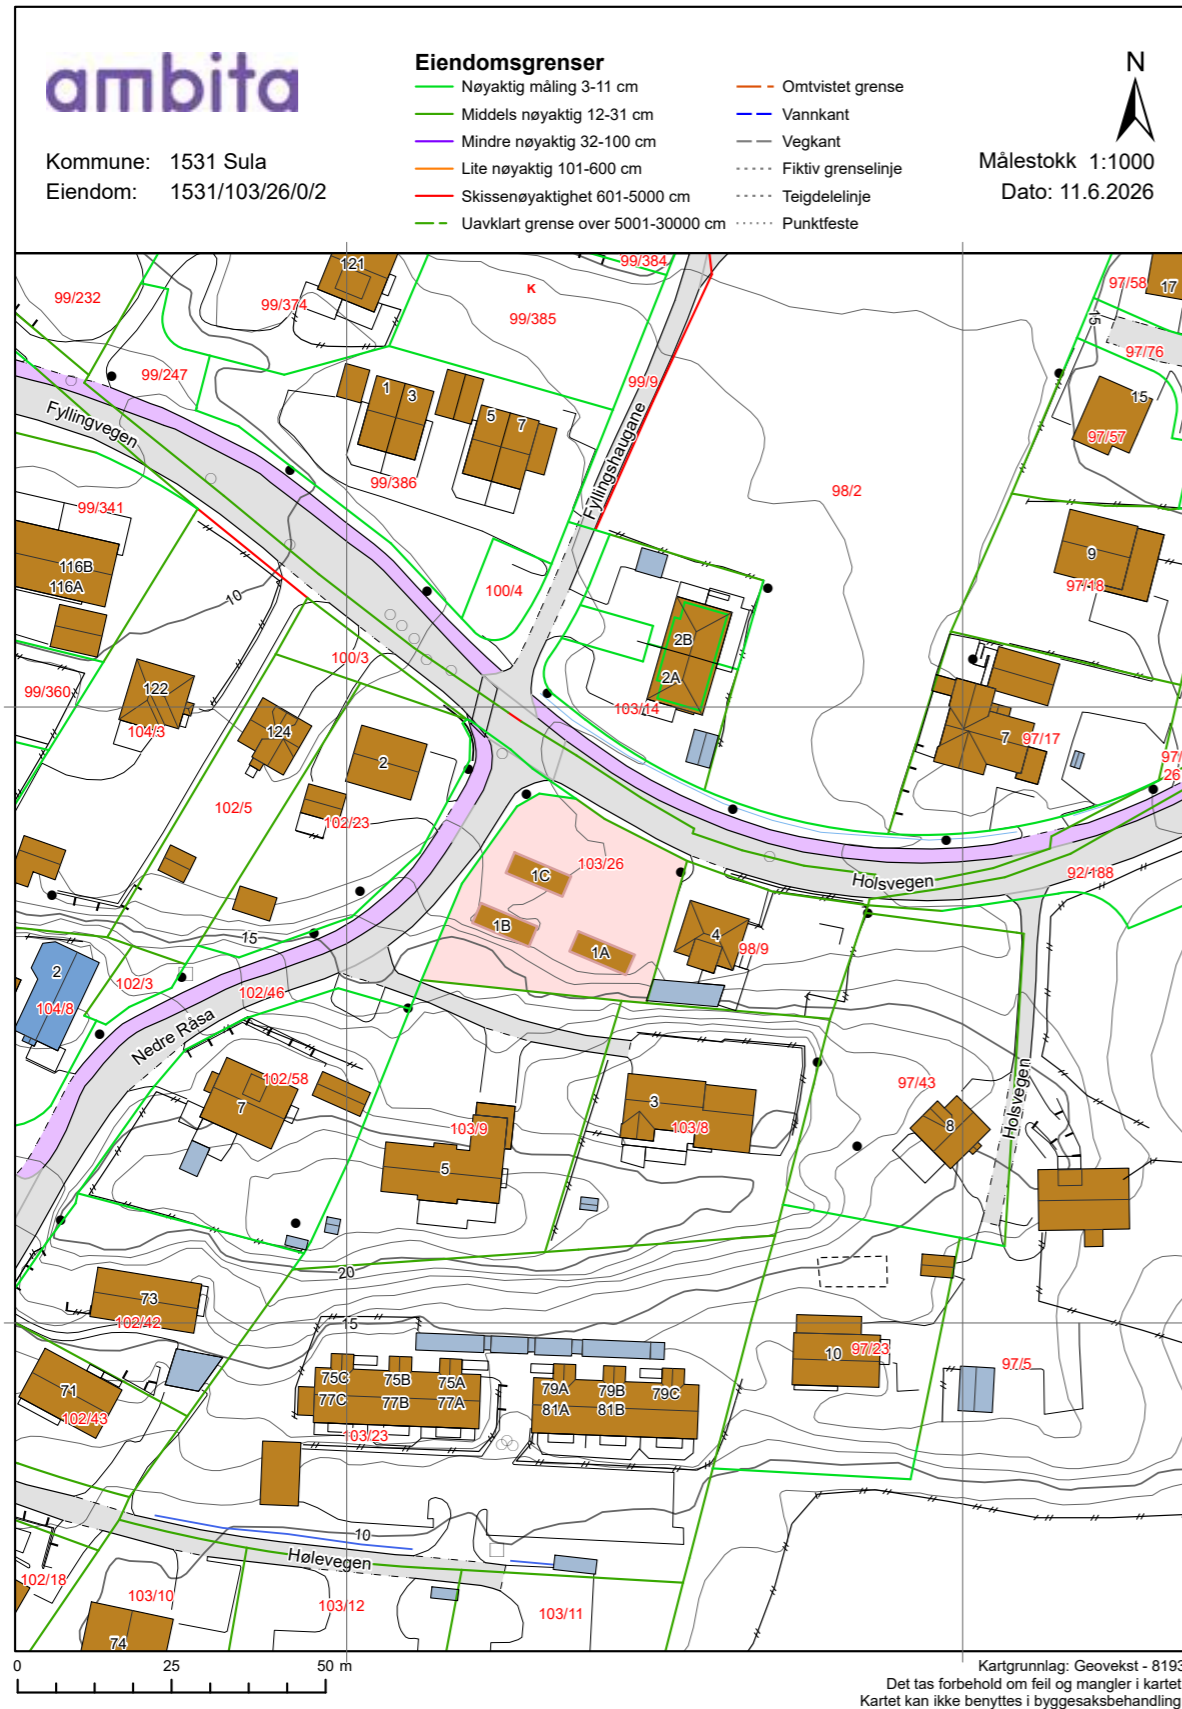 ambita
Kommune: 1531 Sula
Eiendom: 1531/103/26/0/2
Eiendomsgrenser
Nøyaktig måling 3-11 cm
Middels nøyaktig 12-31 cm
Mindre nøyaktig 32-100 cm
Lite nøyaktig 101-600 cm
Skissenøyaktighet 601-5000 cm
Uavklart grense over 5001-30000 cm
Omtvistet grense
Vannkant
Vegkant
Fiktiv grenselinje
Teigdelelinje
Punktfeste
N
Målestokk 1:1000
Dato: 11.6.2026
121
99/384
99/232
99/374
K
99/385
97/58
17
15
97/76
99/247
99/9
1
3
5
7
15
97/57
Fyllingvegen
99/386
Fyllingshaugane
98/2
99/341
116B
116A
9
97/18
10
100/4
100/3
2B
2A
99/360
122
104/3
124
2
103/14
7
97/17
97/
26
102/5
102/23
103/26
1C
1B
1A
Holsvegen
92/188
4
98/9
15
2
104/8
102/3
102/46
Nedre Råsa
102/58
7
97/43
3
103/8
103/9
5
8
Holsvegen
20
73
102/42
15
71
102/43
75C
75B
75A
77C
77B
77A
79A
79B
79C
81A
81B
103/23
10
97/23
97/5
10
Hølevegen
102/18
103/10
103/12
103/11
74
0 25 50 m
Kartgrunnlag: Geovekst - 8193
Det tas forbehold om feil og mangler i kartet
Kartet kan ikke benyttes i byggesaksbehandling